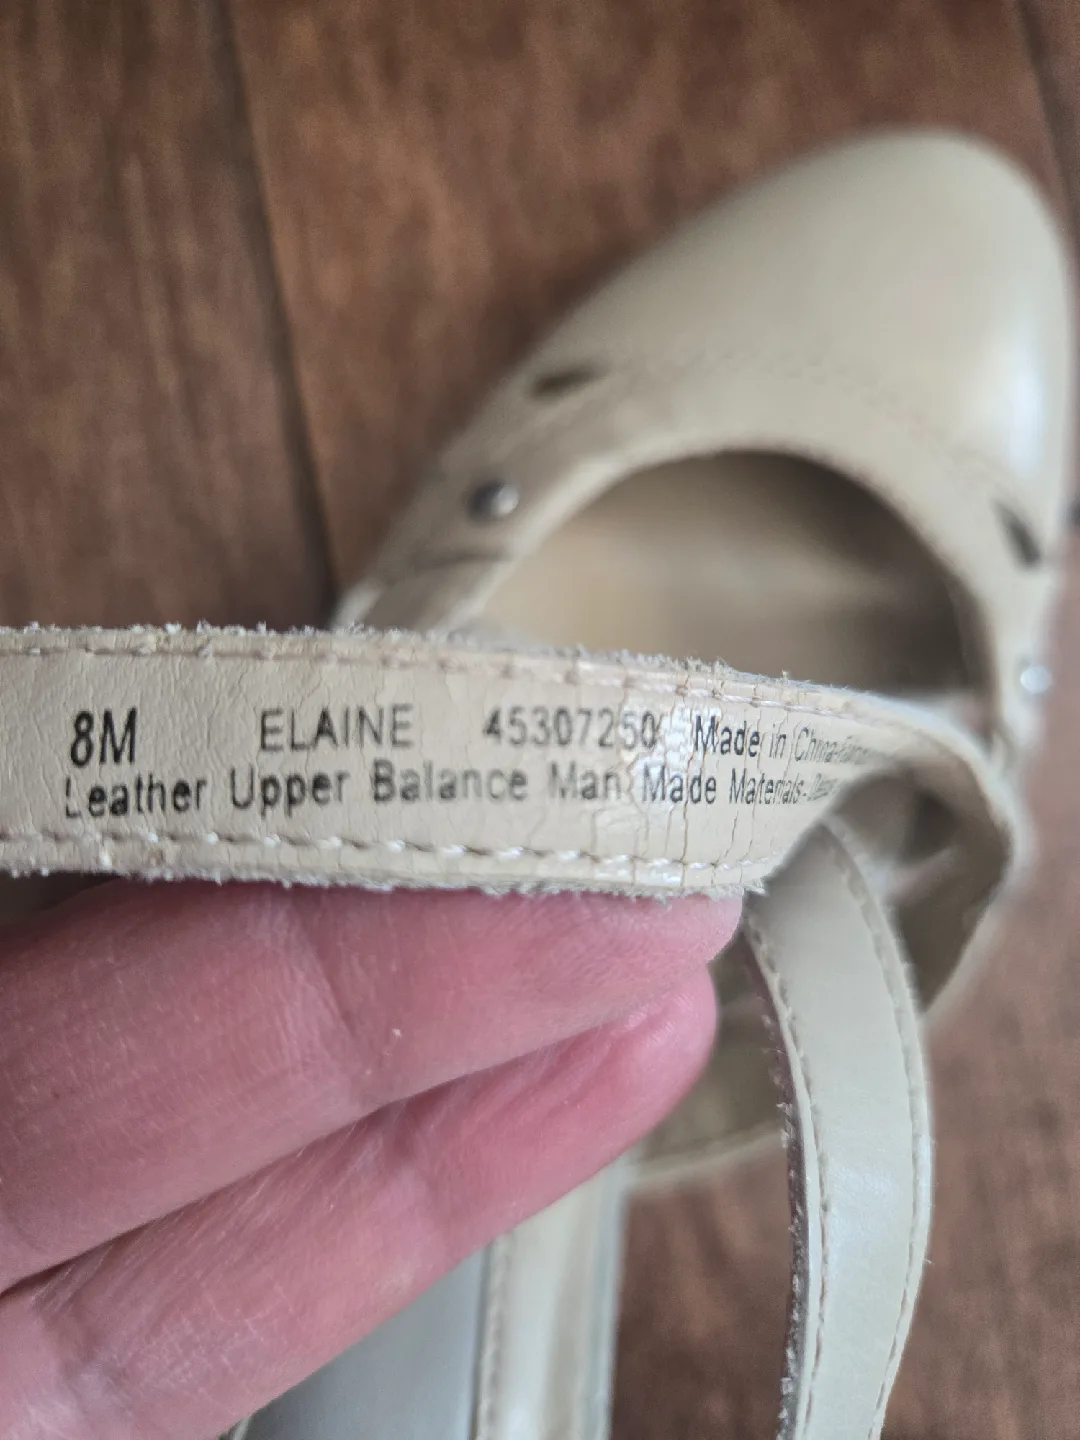 8M ELAINE 45307250 Made in China-
Leather Upper Balance Man Made Materials-